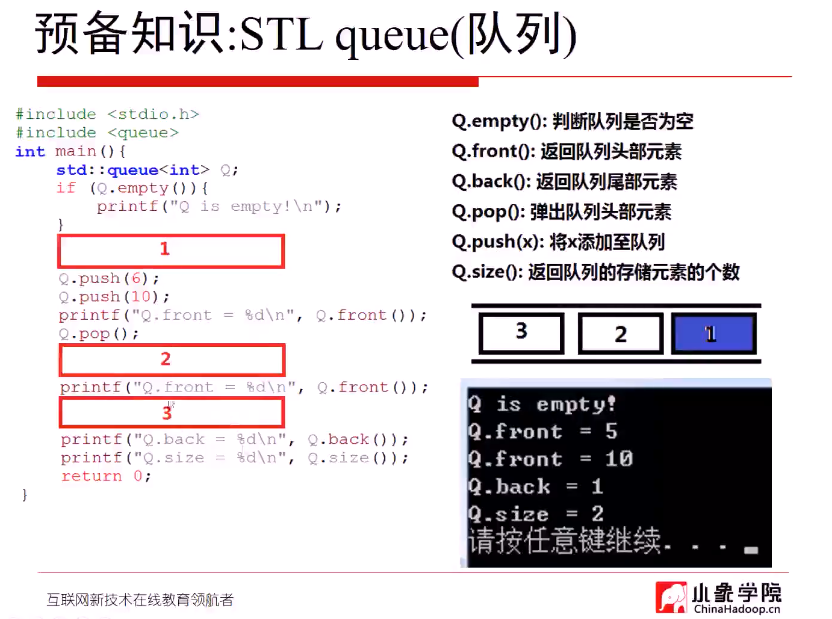 预备知识:STL queue(队列)
#include <stdio.h>
#include <queue>
int main(){
std::queue<int> Q;
if (Q.empty()){
printf("Q is empty!\n");
}
1
Q.push(6);
Q.push(10);
printf("Q.front = %d\n", Q.front());
Q.pop();
2
printf("Q.front = %d\n", Q.front());
3
printf("Q.back = %d\n", Q.back());
printf("Q.size = %d\n", Q.size());
return 0;
}
Q.empty(): 判断队列是否为空
Q.front(): 返回队列头部元素
Q.back(): 返回队列尾部元素
Q.pop(): 弹出队列头部元素
Q.push(x): 将x添加至队列
Q.size(): 返回队列的存储元素的个数
3 2 1
Q is empty!
Q.front = 5
Q.front = 10
Q.back = 1
Q.size = 2
请按任意键继续. . .
互联网新技术在线教育领航者
小象学院
ChinaHadoop.cn